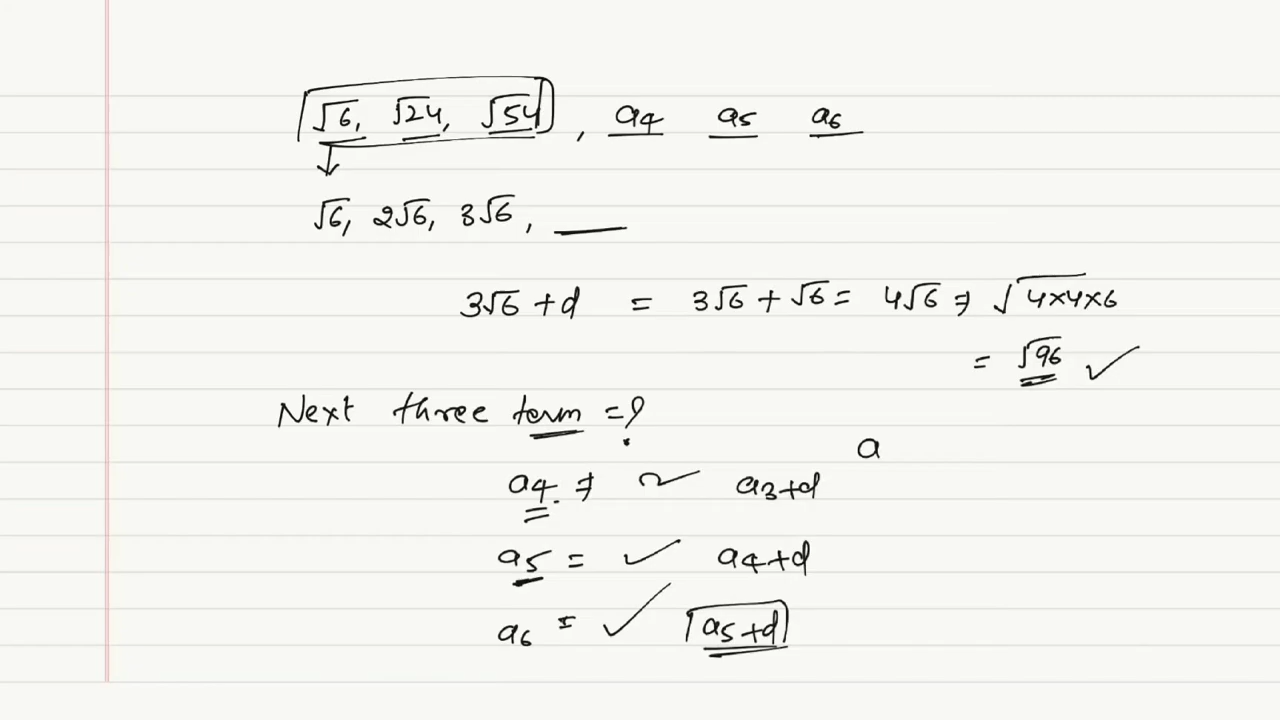 √6, √24, √54, a4 a5 a6
√6, 2√6, 3√6,
3√6 + d = 3√6 + √6 = 4√6 ⇒ √4×4×6
= √96 ✓
Next three term = ?
a
a4 ⇒ a3+d
a5 = ✓ a4+d
a6 = ✓ a5+d